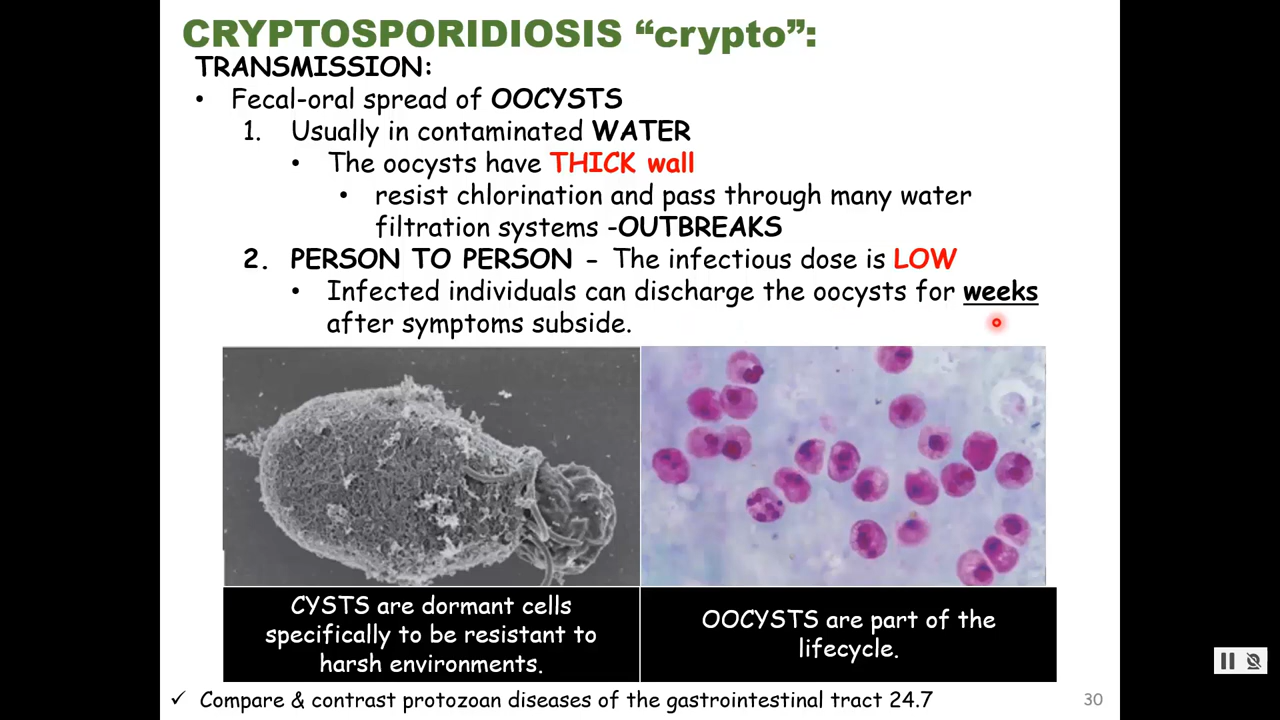 CRYPTOSPORIDIOSIS “crypto”:
TRANSMISSION:
• Fecal-oral spread of OOCYSTS
1. Usually in contaminated WATER
• The oocysts have THICK wall
• resist chlorination and pass through many water
filtration systems -OUTBREAKS
2. PERSON TO PERSON - The infectious dose is LOW
• Infected individuals can discharge the oocysts for weeks
after symptoms subside.
CYSTS are dormant cells
specifically to be resistant to
harsh environments.
OOCYSTS are part of the
lifecycle.
✓ Compare & contrast protozoan diseases of the gastrointestinal tract 24.7
30